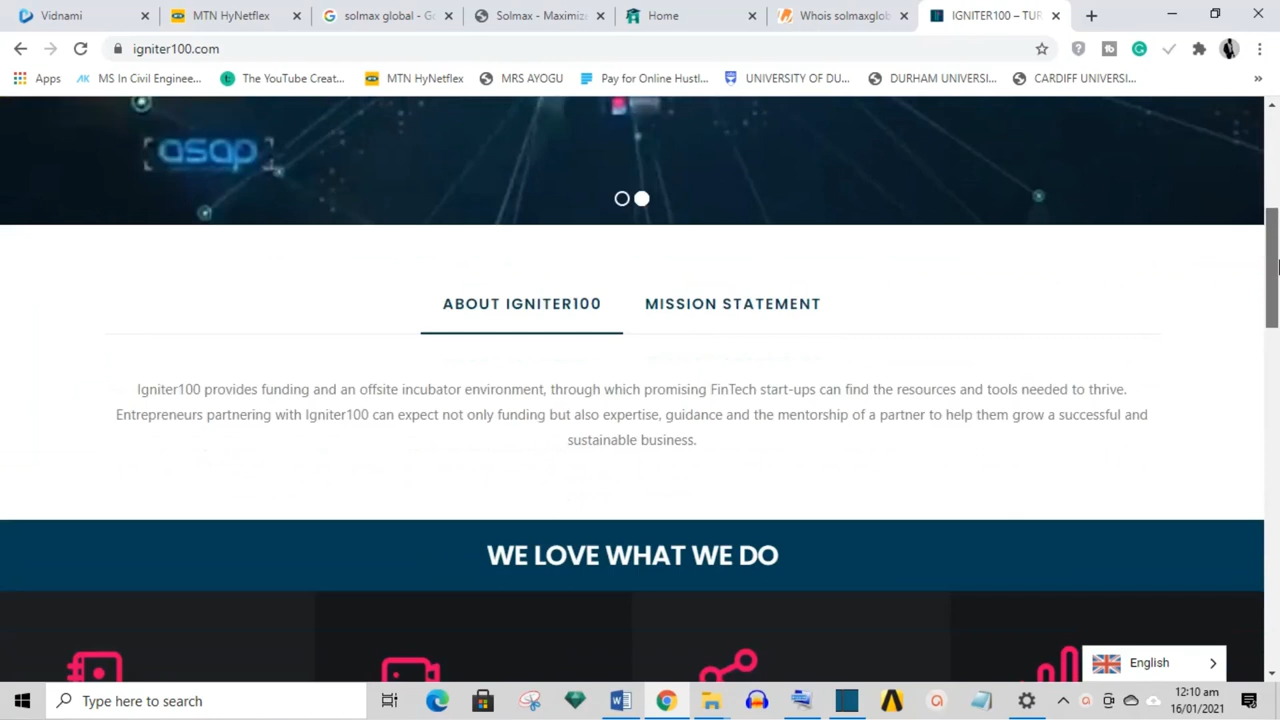 Vidnami
MTN HyNetflex
solmax global - Go
Solmax - Maximize
Home
Whois solmaxglob
IGNITER100 – TUR
igniter100.com
Apps
MS In Civil Enginee...
The YouTube Creat...
MTN HyNetflex
MRS AYOGU
Pay for Online Hustl...
UNIVERSITY OF DU...
DURHAM UNIVERSI...
CARDIFF UNIVERSI...
asap
ABOUT IGNITER100
MISSION STATEMENT
Igniter100 provides funding and an offsite incubator environment, through which promising FinTech start-ups can find the resources and tools needed to thrive.
Entrepreneurs partnering with Igniter100 can expect not only funding but also expertise, guidance and the mentorship of a partner to help them grow a successful and
sustainable business.
WE LOVE WHAT WE DO
English
Type here to search
12:10 am
16/01/2021